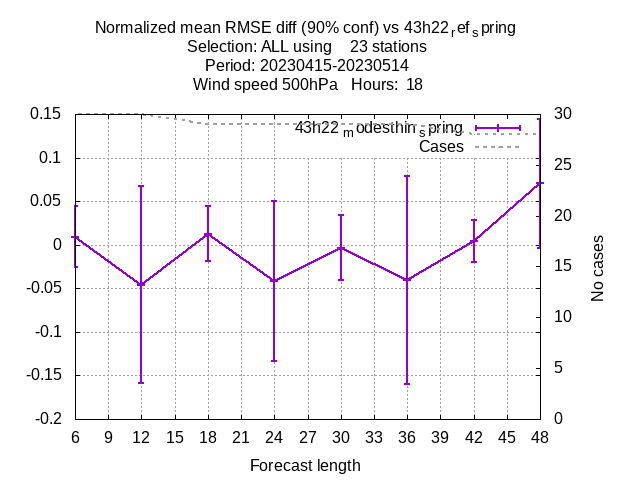 Normalized mean RMSE diff (90% conf) vs 43h22refspring
Selection: ALL using 23 stations
Period: 20230415-20230514
Wind speed 500hPa Hours: 18
43h22modesthinspring
Cases
0.15
0.1
0.05
0
-0.05
-0.1
-0.15
-0.2
30
25
20
15
10
5
0
No cases
6 9 12 15 18 21 24 27 30 33 36 39 42 45 48
Forecast length